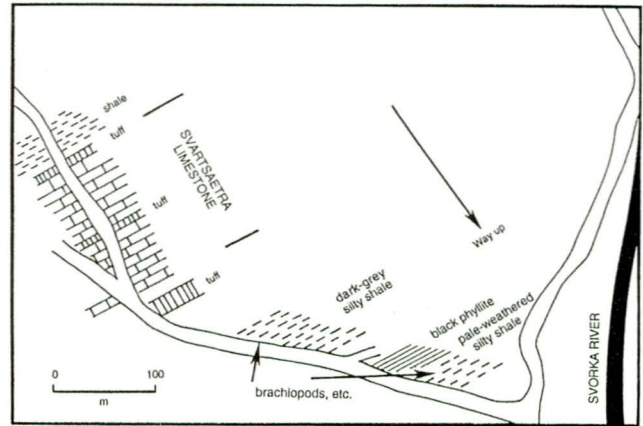 shale
tuff
SVARTSAETRA
LIMESTONE
tuff
tuff
Way up
dark-grey
silty shale
black phyllite
pale-weathered
silty shale
brachiopods, etc.
0 100
m
SVORKA RIVER